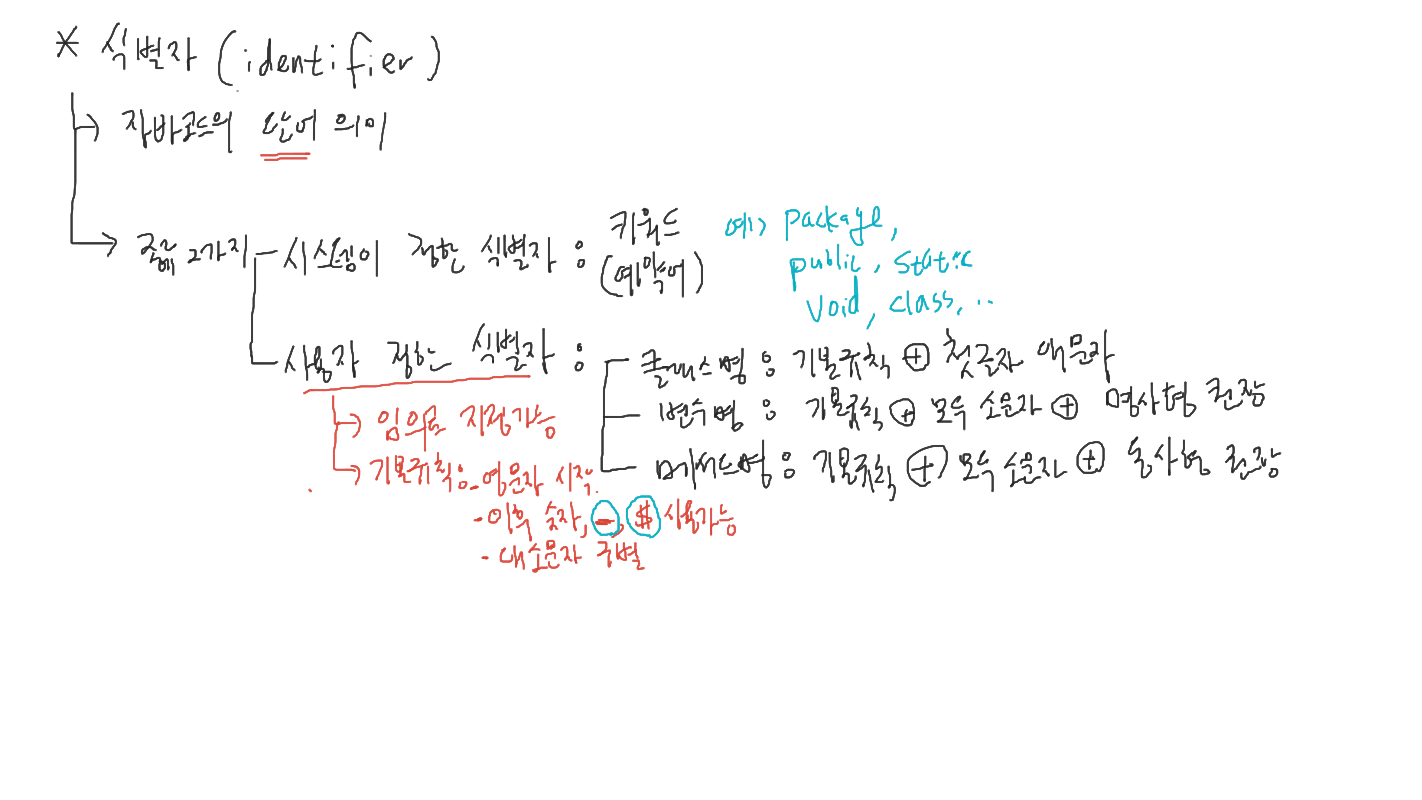 * 식별자 (identifier)
자바코드의 단어 의미
종류 2가지
시스템이 정한 식별자 : 키워드 (예약어)
예> package,
public, static
void, class, ..
사용자 정하는 식별자 :
클래스명 : 기본규칙 + 첫글자 대문자
변수명 : 기본규칙 + 모두 소문자 + 명사형 권장
메서드명 : 기본규칙 + 모두 소문자 + 동사형 권장
임의로 지정가능
기본규칙 : - 영문자 시작.
- 이후 숫자, _, $ 사용가능
- 대소문자 구별